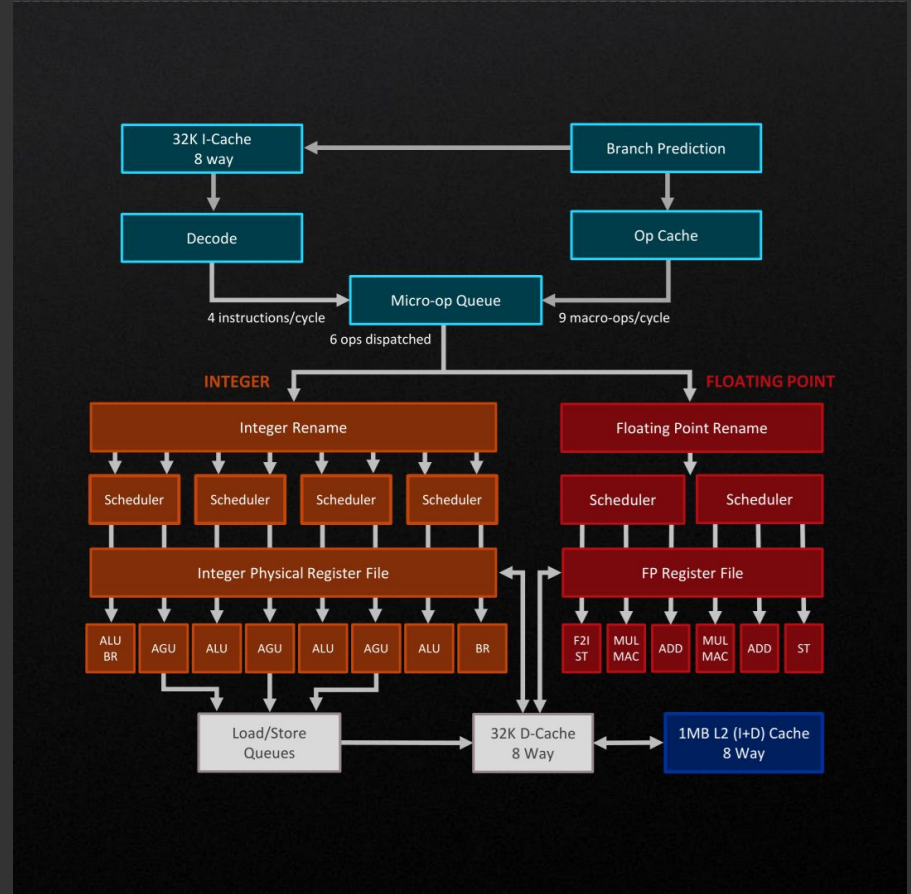 32K I-Cache
8 way
Branch Prediction
Decode
Op Cache
Micro-op Queue
4 instructions/cycle
9 macro-ops/cycle
6 ops dispatched
INTEGER
FLOATING POINT
Integer Rename
Floating Point Rename
Scheduler
Scheduler
Scheduler
Scheduler
Scheduler
Scheduler
Integer Physical Register File
FP Register File
ALU
BR
AGU
ALU
AGU
ALU
AGU
ALU
BR
F2I
ST
MUL
MAC
ADD
MUL
MAC
ADD
ST
Load/Store
Queues
32K D-Cache
8 Way
1MB L2 (I+D) Cache
8 Way